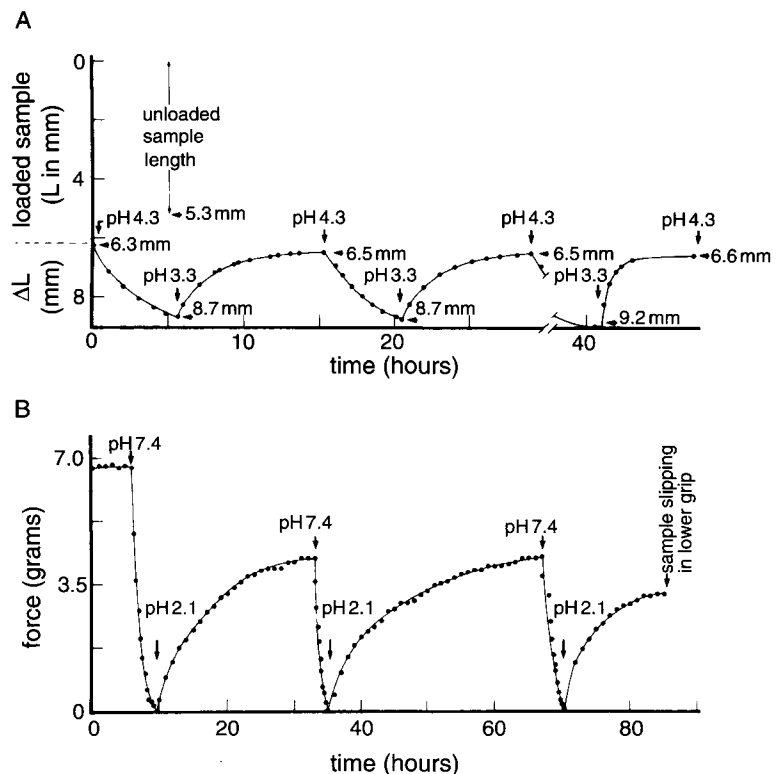 A
loaded sample
(L in mm)
ΔL
(mm)
0
4
8
unloaded
sample
length
5.3 mm
pH 4.3
6.3 mm
pH 3.3
8.7 mm
pH 4.3
6.5 mm
pH 3.3
8.7 mm
pH 4.3
6.5 mm
pH 3.3
9.2 mm
pH 4.3
6.6 mm
0
10
20
40
time (hours)
B
force (grams)
7.0
3.5
0
pH 7.4
pH 2.1
pH 7.4
pH 2.1
pH 7.4
pH 2.1
sample slipping
in lower grip
0
20
40
60
80
time (hours)